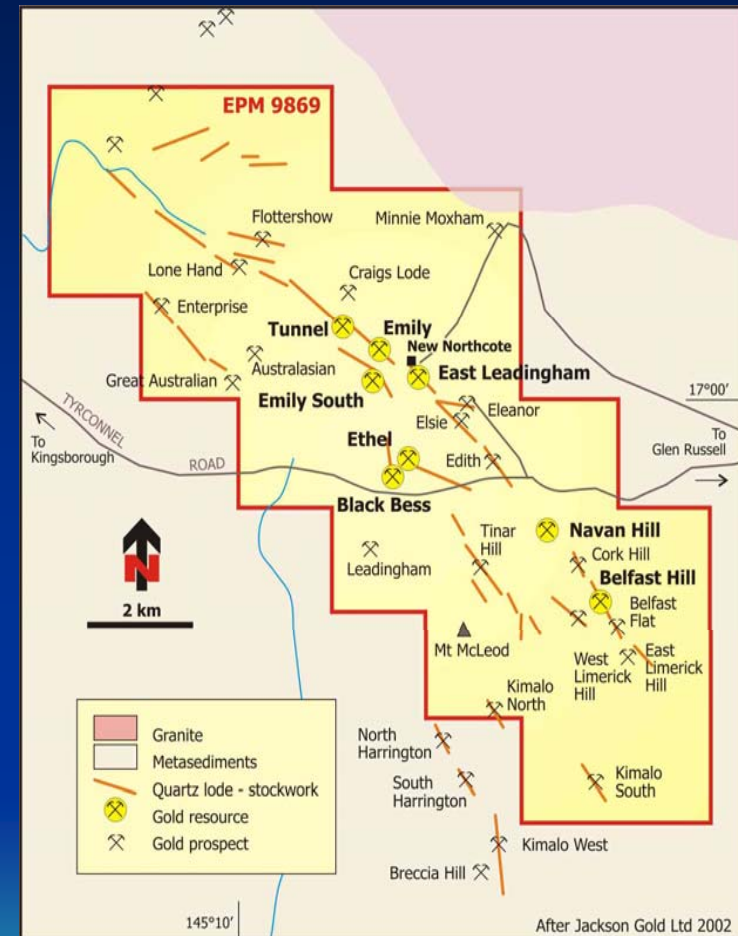 EPM 9869
Flottershow
Minnie Moxham
Lone Hand
Craigs Lode
Enterprise
Tunnel
Emily
New Northcote
Australasian
East Leadingham
Great Australian
17°00'
Emily South
Eleanor
Elsie
TYRCONNEL
ROAD
To
Kingsborough
To
Glen Russell
Ethel
Edith
Black Bess
Tinar
Hill
Navan Hill
Cork Hill
Leadingham
Belfast Hill
N
Belfast
Flat
2 km
Mt McLeod
West
Limerick
Hill
East
Limerick
Hill
Kimalo
North
North
Harrington
South
Harrington
Kimalo
South
Kimalo West
Breccia Hill
Granite
Metasediments
Quartz lode - stockwork
Gold resource
Gold prospect
145°10'
After Jackson Gold Ltd 2002